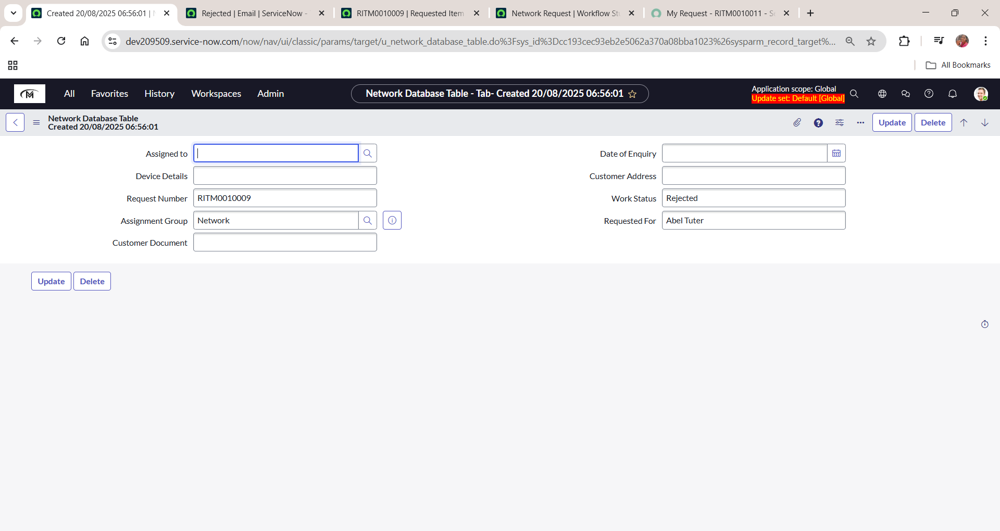 Created 20/08/2025 06:56:01 |
Rejected | Email | ServiceNow -
RITM0010009 | Requested Item
Network Request | Workflow St
My Request - RITM0010011 - Se
dev209509.service-now.com/now/nav/ui/classic/params/target/u_network_database_table.do%3Fsys_id%3Dcc193cec93eb2e5062a370a08bba1023%26sysparm_record_target%...
All Bookmarks
M
All Favorites History Workspaces Admin
Network Database Table - Tab- Created 20/08/2025 06:56:01
Application scope: Global
Update set: Default [Global]
Network Database Table
Created 20/08/2025 06:56:01
Update Delete
Assigned to
Date of Enquiry
Device Details
Customer Address
Request Number RITM0010009
Work Status Rejected
Assignment Group Network
Requested For Abel Tuter
Customer Document
Update Delete